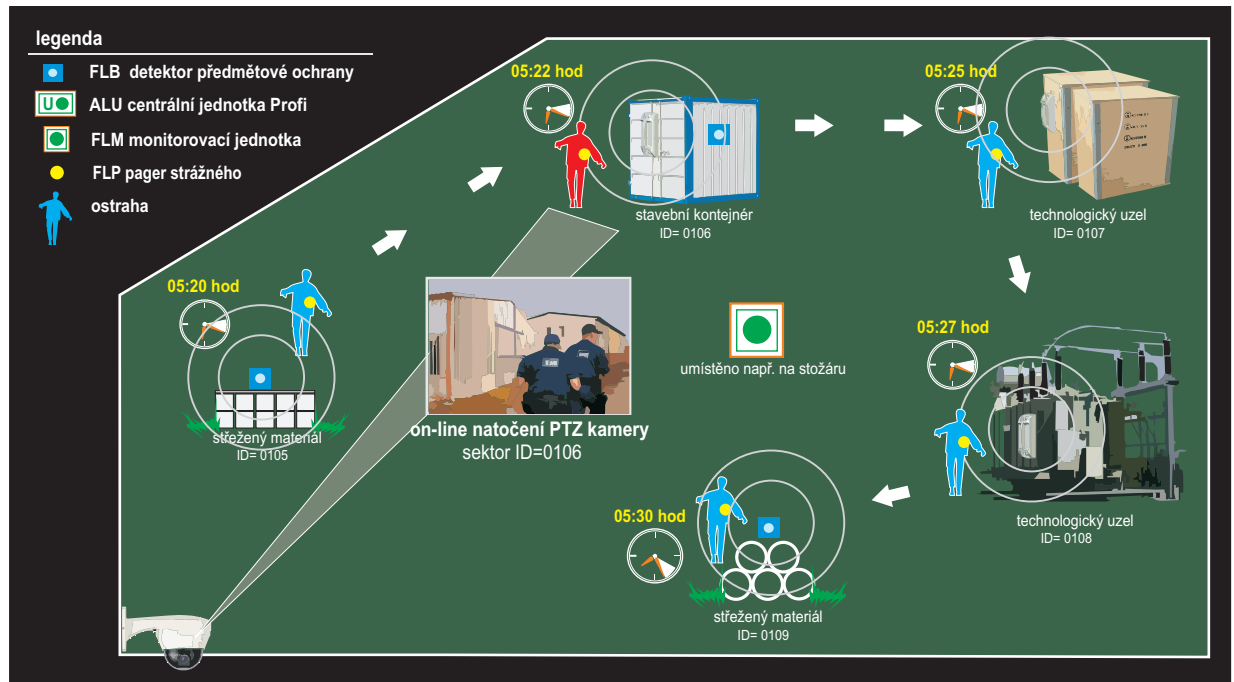 legenda
FLB detektor předmětové ochrany
U
ALU centrální jednotka Profi
FLM monitorovací jednotka
FLP pager strážného
ostraha
05:20 hod
střežený materiál
ID= 0105
05:22 hod
stavební kontejnér
ID= 0106
05:25 hod
technologický uzel
ID= 0107
05:27 hod
technologický uzel
ID= 0108
05:30 hod
střežený materiál
ID= 0109
umístěno např. na stožáru
on-line natočení PTZ kamery
sektor ID=0106